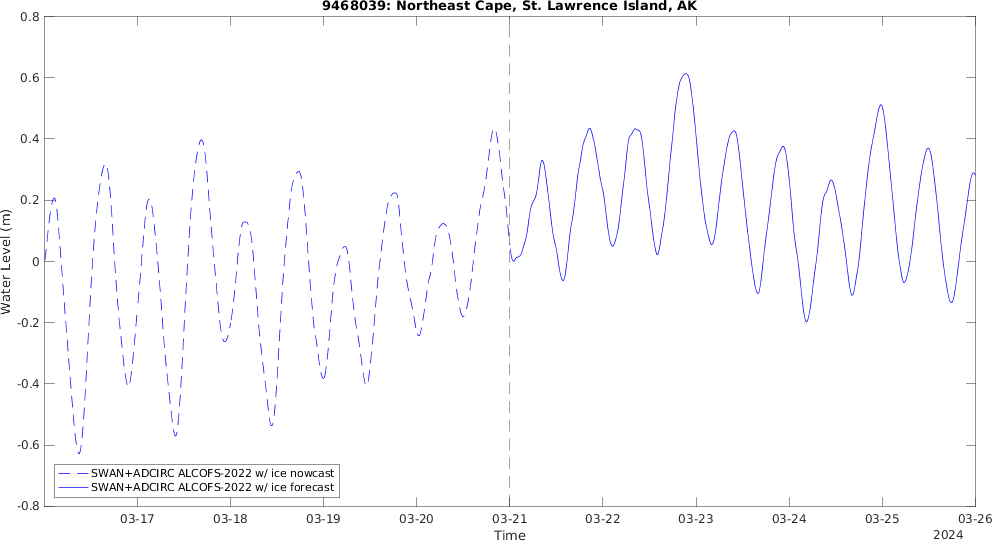 9468039: Northeast Cape, St. Lawrence Island, AK
0.8
0.6
0.4
0.2
0
-0.2
-0.4
-0.6
-0.8
Water Level (m)
SWAN+ADCIRC ALCOFS-2022 w/ ice nowcast
SWAN+ADCIRC ALCOFS-2022 w/ ice forecast
03-17 03-18 03-19 03-20 03-21 03-22 03-23 03-24 03-25 03-26
Time
2024